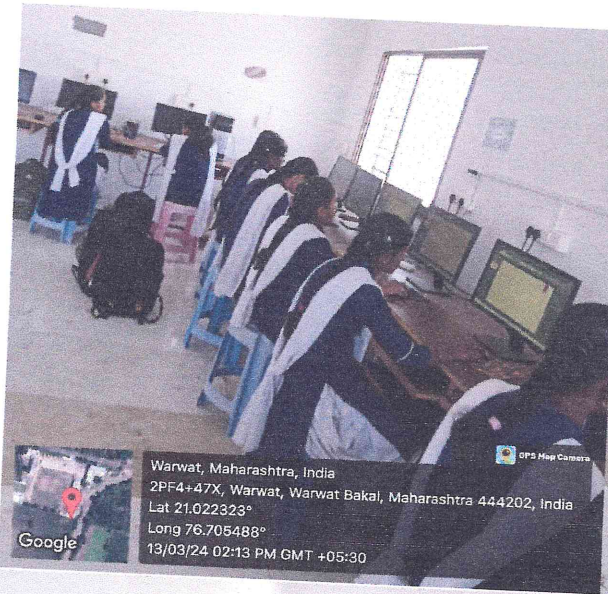 GPS Map Camera
Warwat, Maharashtra, India
2PF4+47X, Warwat, Warwat Bakal, Maharashtra 444202, India
Lat 21.022323°
Long 76.705488°
13/03/24 02:13 PM GMT +05:30
Google